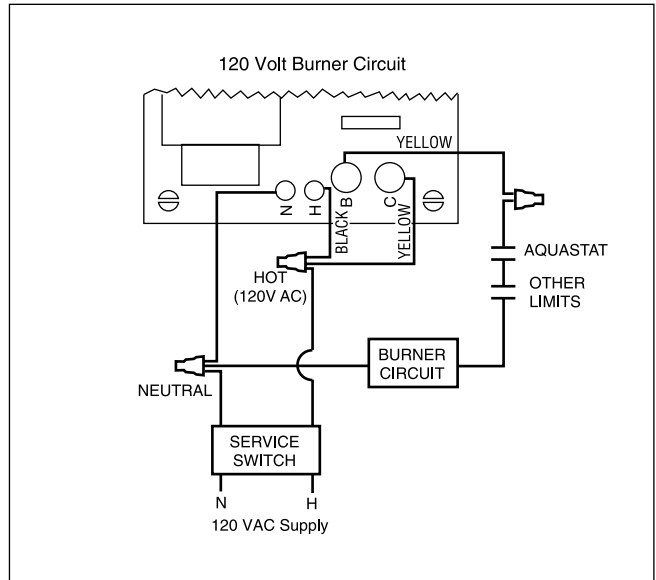 120 Volt Burner Circuit
YELLOW
N
H
B
C
BLACK
YELLOW
HOT
(120V AC)
AQUASTAT
OTHER
LIMITS
BURNER
CIRCUIT
NEUTRAL
SERVICE
SWITCH
N
H
120 VAC Supply